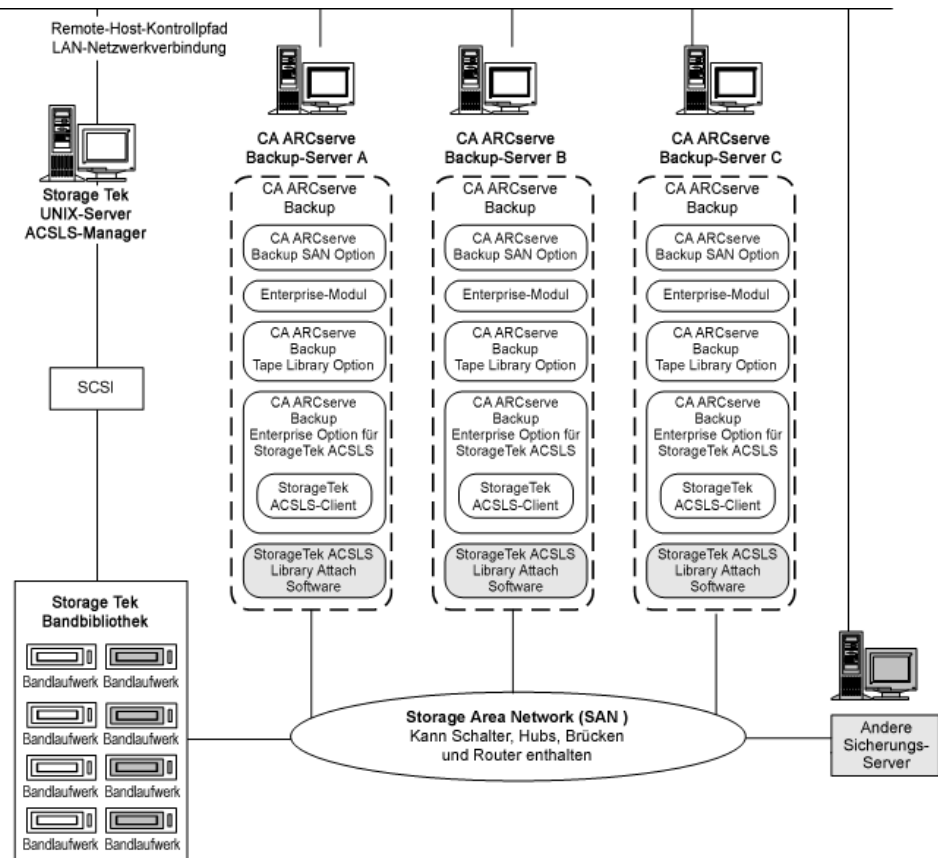 Remote-Host-Kontrollpfad
LAN-Netzwerkverbindung
Storage Tek
UNIX-Server
ACSLS-Manager
SCSI
CA ARCserve
Backup-Server A
CA ARCserve
Backup
CA ARCserve
Backup SAN Option
Enterprise-Modul
CA ARCserve
Backup
Tape Library Option
CA ARCserve
Backup
Enterprise Option für
StorageTek ACSLS
StorageTek
ACSLS-Client
StorageTek ACSLS
Library Attach
Software
CA ARCserve
Backup-Server B
CA ARCserve
Backup
CA ARCserve
Backup SAN Option
Enterprise-Modul
CA ARCserve
Backup
Tape Library Option
CA ARCserve
Backup
Enterprise Option für
StorageTek ACSLS
StorageTek
ACSLS-Client
StorageTek ACSLS
Library Attach
Software
CA ARCserve
Backup-Server C
CA ARCserve
Backup
CA ARCserve
Backup SAN Option
Enterprise-Modul
CA ARCserve
Backup
Tape Library Option
CA ARCserve
Backup
Enterprise Option für
StorageTek ACSLS
StorageTek
ACSLS-Client
StorageTek ACSLS
Library Attach
Software
Storage Tek
Bandbibliothek
Bandlaufwerk Bandlaufwerk
Bandlaufwerk Bandlaufwerk
Bandlaufwerk Bandlaufwerk
Bandlaufwerk Bandlaufwerk
Storage Area Network (SAN )
Kann Schalter, Hubs, Brücken
und Router enthalten
Andere
Sicherungs-
Server